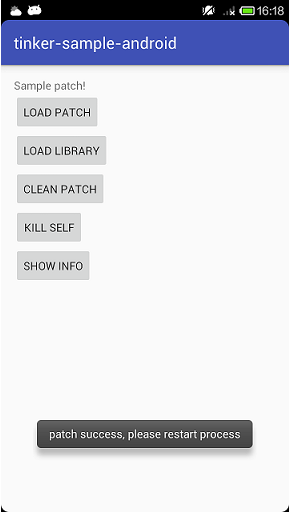 16:18
tinker-sample-android
Sample patch!
LOAD PATCH
LOAD LIBRARY
CLEAN PATCH
KILL SELF
SHOW INFO
patch success, please restart process